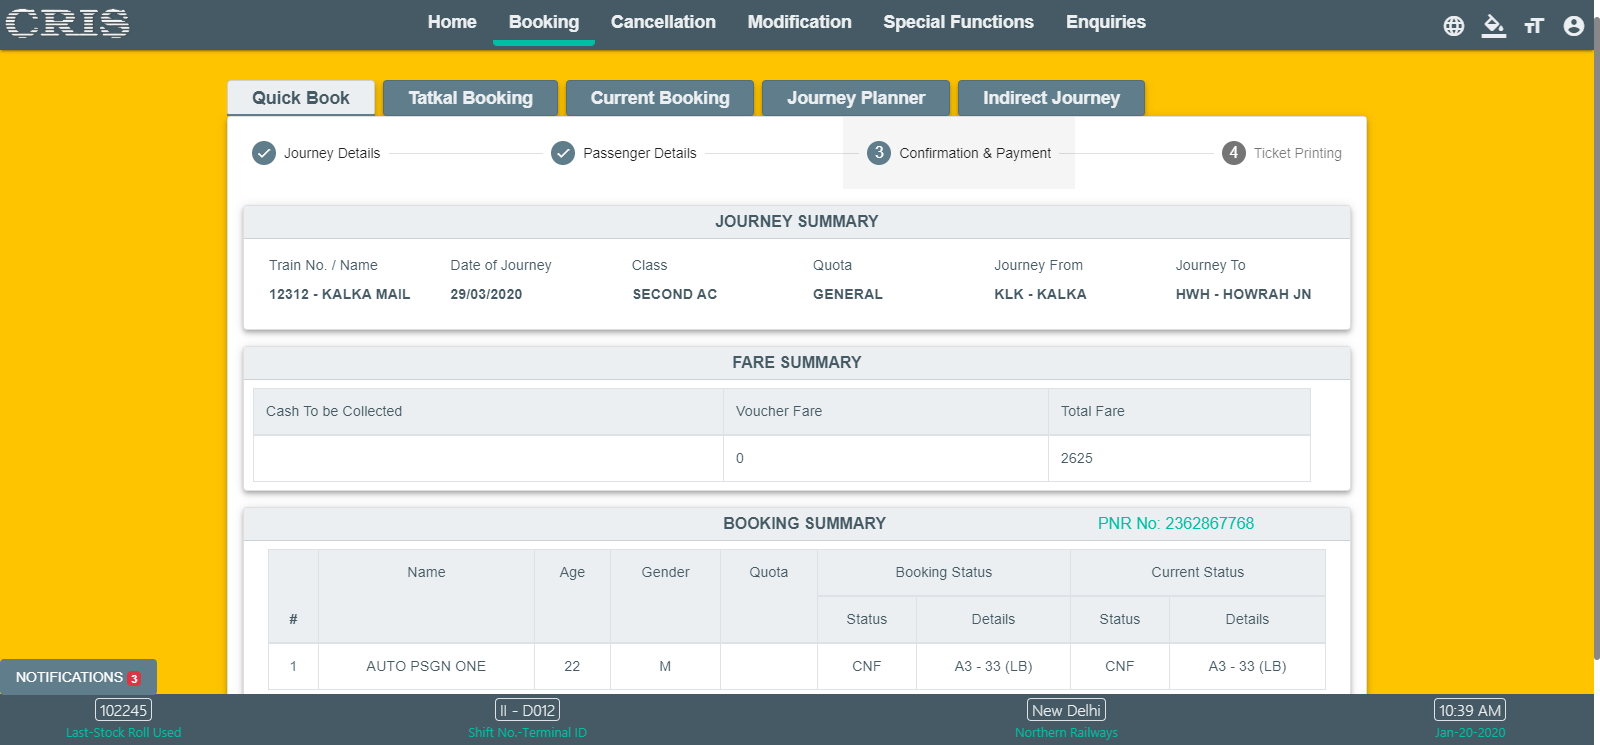 CRIS
Home Booking Cancellation Modification Special Functions Enquiries
Quick Book Tatkal Booking Current Booking Journey Planner Indirect Journey
Journey Details Passenger Details 3 Confirmation & Payment 4 Ticket Printing
JOURNEY SUMMARY
Train No. / Name Date of Journey Class Quota Journey From Journey To
12312 - KALKA MAIL 29/03/2020 SECOND AC GENERAL KLK - KALKA HWH - HOWRAH JN
FARE SUMMARY
Cash To be Collected Voucher Fare Total Fare
0 2625
BOOKING SUMMARY PNR No: 2362867768
Name Age Gender Quota Booking Status Current Status
# Status Details Status Details
1 AUTO PSGN ONE 22 M CNF A3 - 33 (LB) CNF A3 - 33 (LB)
NOTIFICATIONS 3
102245 II - D012 New Delhi 10:39 AM
Last-Stock Roll Used Shift No.-Terminal ID Northern Railways Jan-20-2020